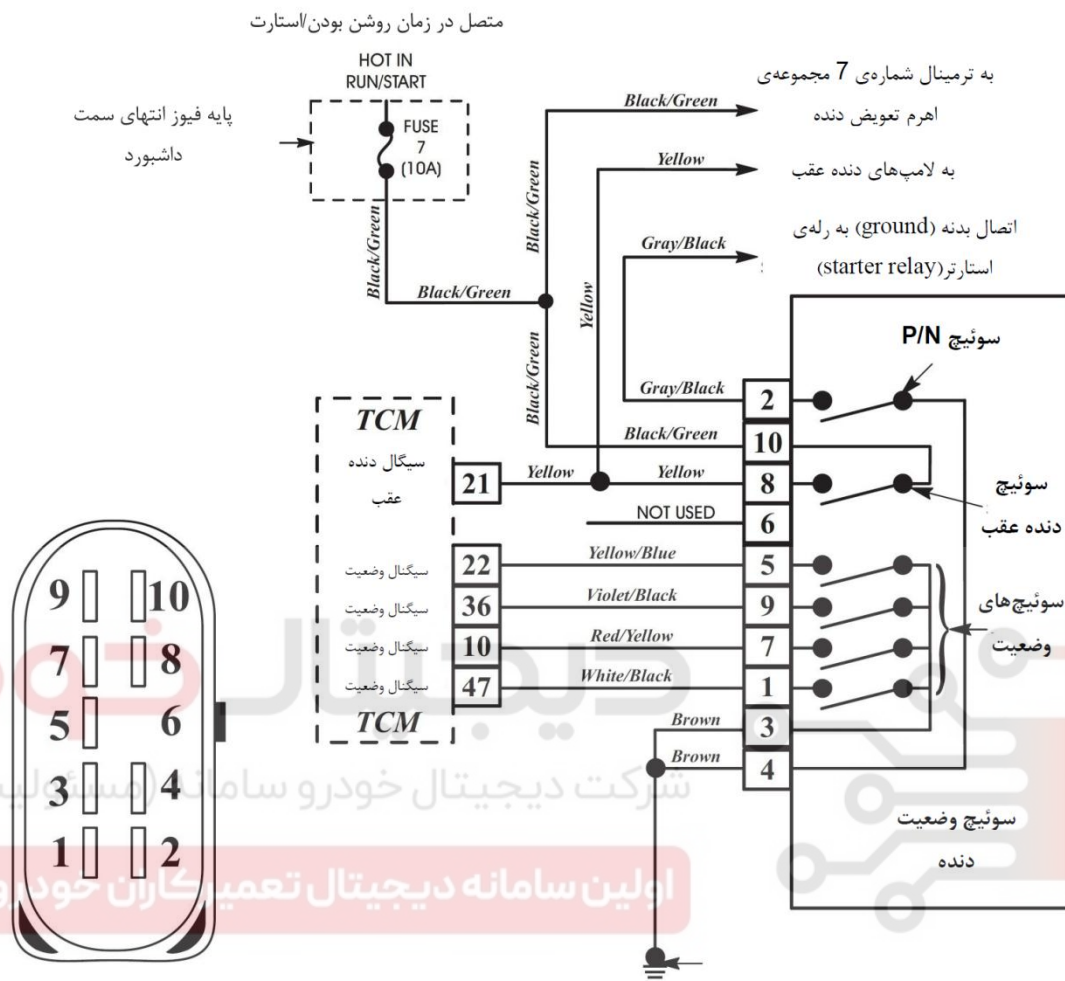 متصل در زمان روشن بودن/استارت
HOT IN
RUN/START
پایه فیوز انتهای سمت
داشبورد
FUSE
7
(10A)
Black/Green
به ترمینال شماره‌ی 7 مجموعه‌ی
اهرم تعویض دنده
Yellow
به لامپ‌های دنده عقب
Gray/Black
اتصال بدنه (ground) به رله‌ی
استارتر(starter relay)
Black/Green
Black/Green
Black/Green
Yellow
Black/Green
سوئیچ P/N
TCM
سیگال دنده
عقب
21
Yellow
Yellow
Gray/Black
2
Black/Green
10
8
سوئیچ
دنده عقب
NOT USED
6
سیگنال وضعیت
22
Yellow/Blue
5
سیگنال وضعیت
36
Violet/Black
9
سیگنال وضعیت
10
Red/Yellow
7
سیگنال وضعیت
47
White/Black
1
سوئیچ‌های
وضعیت
TCM
Brown
3
Brown
4
سوئیچ وضعیت
دنده
9 10
7 8
5 6
3 4
1 2
دیجیتال خود
شرکت دیجیتال خودرو سامانه (مسئولی
اولین سامانه دیجیتال تعمیرکاران خودرو